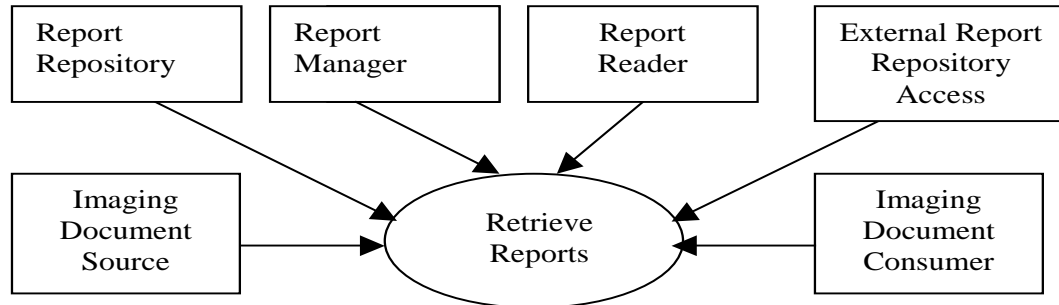 Report
Repository
Report
Manager
Report
Reader
External Report
Repository
Access
Imaging
Document
Source
Retrieve
Reports
Imaging
Document
Consumer